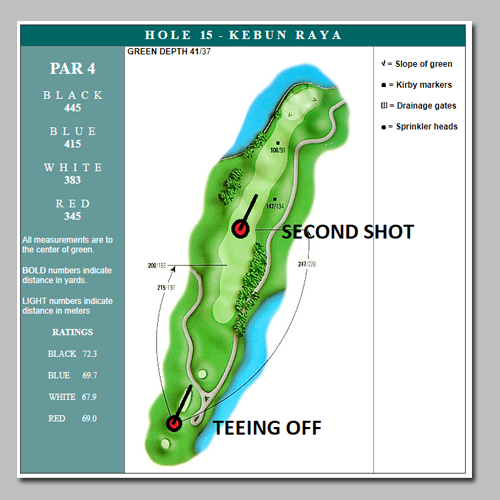 HOLE 15 - KEBUN RAYA
GREEN DEPTH 41/37
PAR 4
BLACK
445
BLUE
415
WHITE
383
RED
345
All measurements are to
the center of green.
BOLD numbers indicate
distance in yards.
LIGHT numbers indicate
distance in meters
RATINGS
BLACK 72.3
BLUE 69.7
WHITE 67.9
RED 69.0
100/91
147/134
SECOND SHOT
200/182
247/226
215/197
TEEING OFF
√ = Slope of green
= Kirby markers
= Drainage gates
= Sprinkler heads